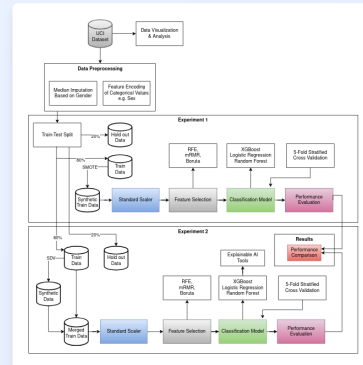 UCI
Dataset
Data Visualization
& Analysis
Data Preprocessing
Median Imputation
Based on Gender
Feature Encoding
of Categorical Values
e.g. Sex
Experiment 1
Train-Test Split
20%
Hold out
Data
80%
Train
Data
SMOTE
Synthetic
Train Data
RFE,
mRMR,
Boruta
XGBoost
Logistic Regression
Random Forest
5-Fold Stratified
Cross Validation
Standard Scaler
Feature Selection
Classification Model
Performance
Evaluation
Experiment 2
80%
20%
SDV
Train
Data
Hold out
Data
Synthetic
Data
Merged
Train Data
Explainable AI
Tools
Results
Performance
Comparison
RFE,
mRMR,
Boruta
XGBoost
Logistic Regression
Random Forest
5-Fold Stratified
Cross Validation
Standard Scaler
Feature Selection
Classification Model
Performance
Evaluation